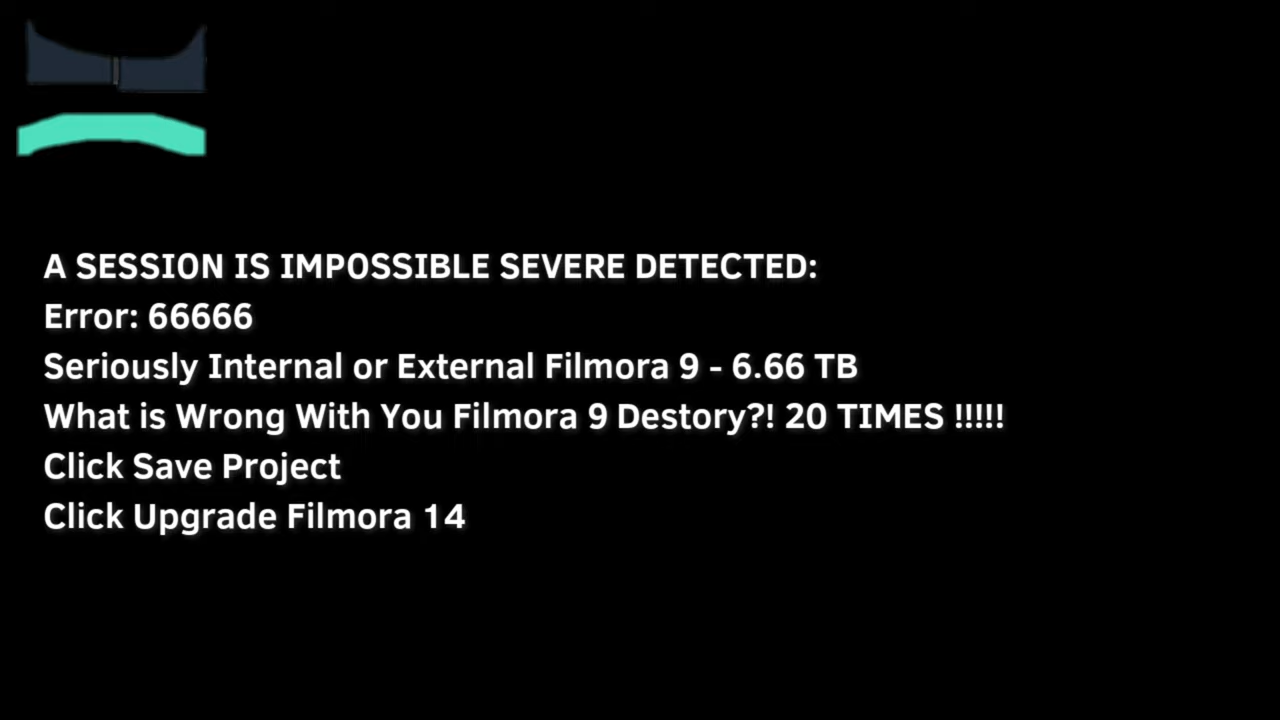 A SESSION IS IMPOSSIBLE SEVERE DETECTED:
Error: 66666
Seriously Internal or External Filmora 9 - 6.66 TB
What is Wrong With You Filmora 9 Destory?! 20 TIMES !!!!!
Click Save Project
Click Upgrade Filmora 14